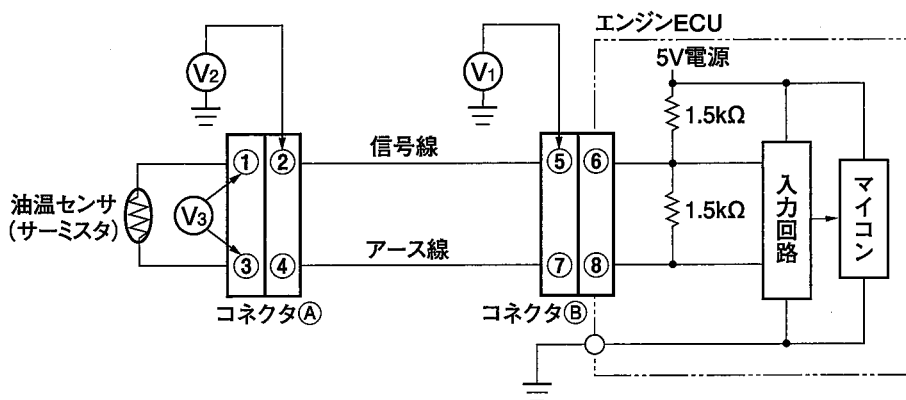 エンジンECU
5V電源
V2
V1
1.5kΩ
① ②
信号線
⑤ ⑥
油温センサ
(サーミスタ)
V3
1.5kΩ
入力回路
マイコン
③ ④
アース線
⑦ ⑧
コネクタⒶ
コネクタⒷ